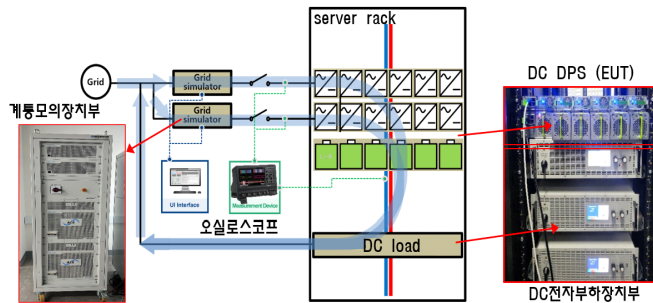 server rack
Grid
Grid
simulator
Grid
simulator
DC DPS (EUT)
계통모의장치부
UI Interface
Measurement Device
오실로스코프
DC load
DC전자부하장치부